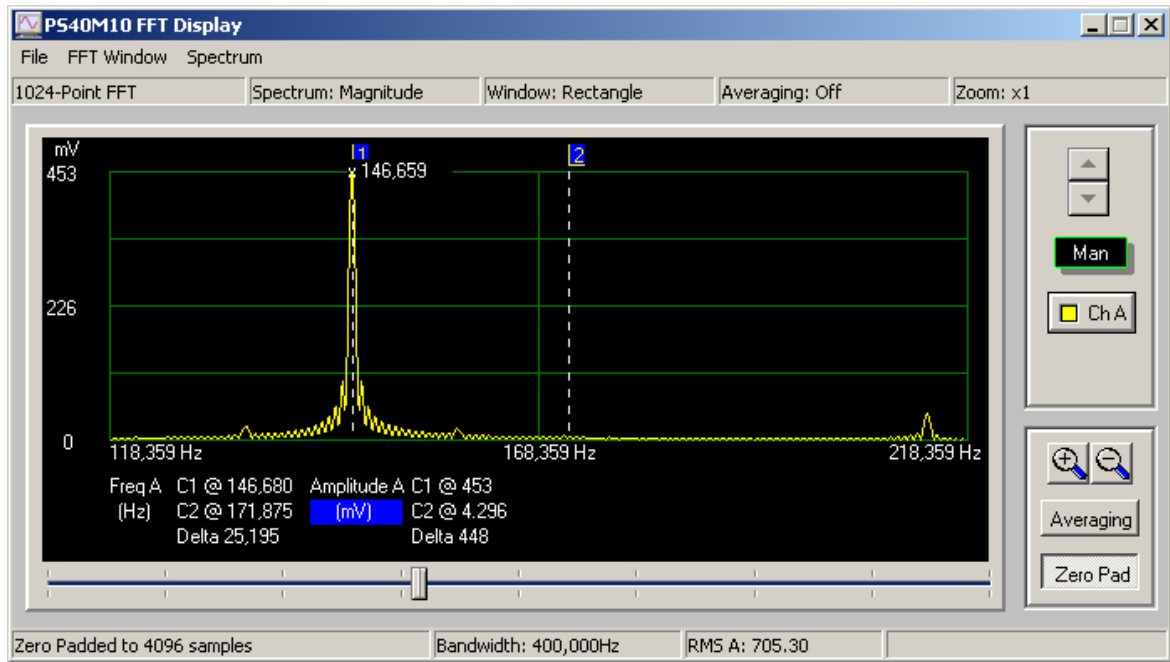 PS40M10 FFT Display
File FFT Window Spectrum
1024-Point FFT Spectrum: Magnitude Window: Rectangle Averaging: Off Zoom: x1
mV
453
1
146,659
2
226
0
118,359 Hz 168,359 Hz 218,359 Hz
Freq A C1 @ 146,680 Amplitude A C1 @ 453
(Hz) C2 @ 171,875 (mV) C2 @ 4.296
Delta 25,195 Delta 448
Man
Ch A
Averaging
Zero Pad
Zero Padded to 4096 samples Bandwidth: 400,000Hz RMS A: 705.30